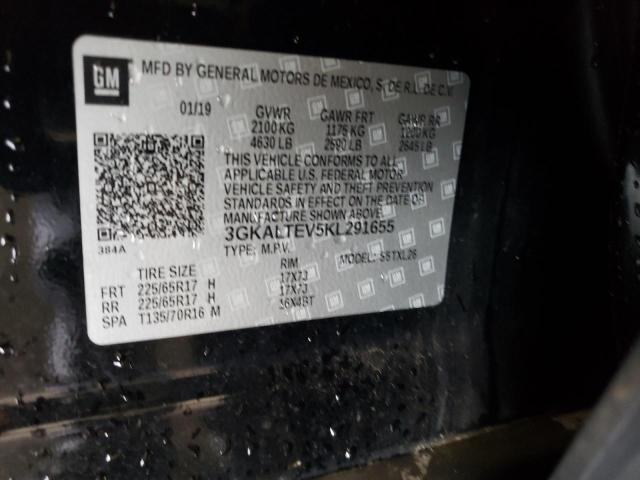 GM
MFD BY GENERAL MOTORS DE MEXICO, S. DE R.L. DE C.V.
01/19 GVWR GAWR FRT GAWR RR
2100 KG 1175 KG 1200 KG
4630 LB 2590 LB 2645 LB
THIS VEHICLE CONFORMS TO ALL
APPLICABLE U.S. FEDERAL MOTOR
VEHICLE SAFETY AND THEFT PREVENTION
STANDARDS IN EFFECT ON THE DATE OF
MANUFACTURE SHOWN ABOVE.
3GKALTEV5KL291655
384A
TYPE: M.P.V. MODEL:
TIRE SIZE RIM
FRT 225/65R17 H 17X7J
RR 225/65R17 H 17X7J
SPA T135/70R16 M 16X4BT